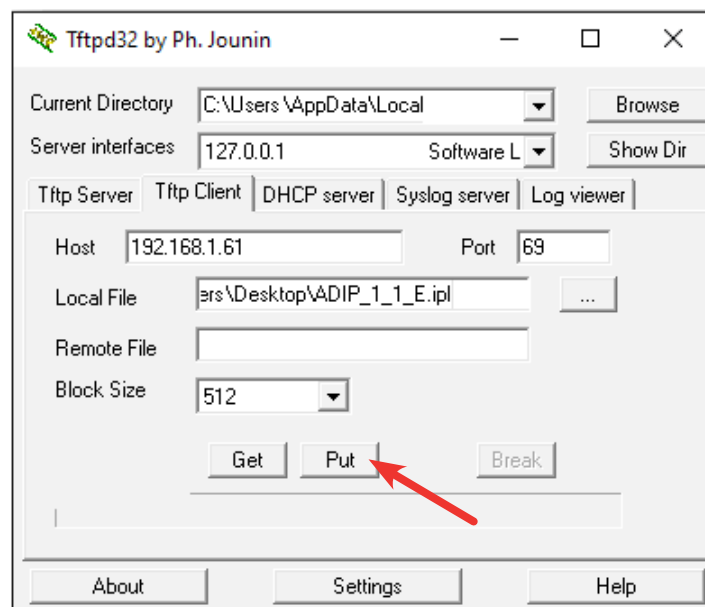 Tftpd32 by Ph. Jounin
Current Directory C:\Users \AppData\Local Browse
Server interfaces 127.0.0.1 Software L Show Dir
Tftp Server Tftp Client DHCP server Syslog server Log viewer
Host 192.168.1.61 Port 69
Local File ers\Desktop\ADIP_1_1_E.ipl ...
Remote File
Block Size 512
Get Put Break
About Settings Help